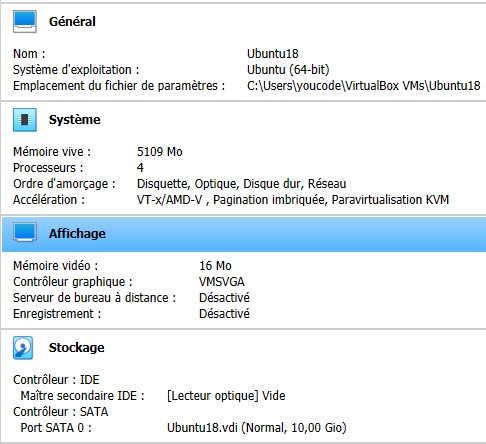 Général
Nom : Ubuntu18
Système d'exploitation : Ubuntu (64-bit)
Emplacement du fichier de paramètres : C:\Users\youcode\VirtualBox VMs\Ubuntu18
Système
Mémoire vive : 5109 Mo
Processeurs : 4
Ordre d'amorçage : Disquette, Optique, Disque dur, Réseau
Accélération : VT-x/AMD-V , Pagination imbriquée, Paravirtualisation KVM
Affichage
Mémoire vidéo : 16 Mo
Contrôleur graphique : VMSVGA
Serveur de bureau à distance : Désactivé
Enregistrement : Désactivé
Stockage
Contrôleur : IDE
Maître secondaire IDE : [Lecteur optique] Vide
Contrôleur : SATA
Port SATA 0 : Ubuntu18.vdi (Normal, 10,00 Gio)